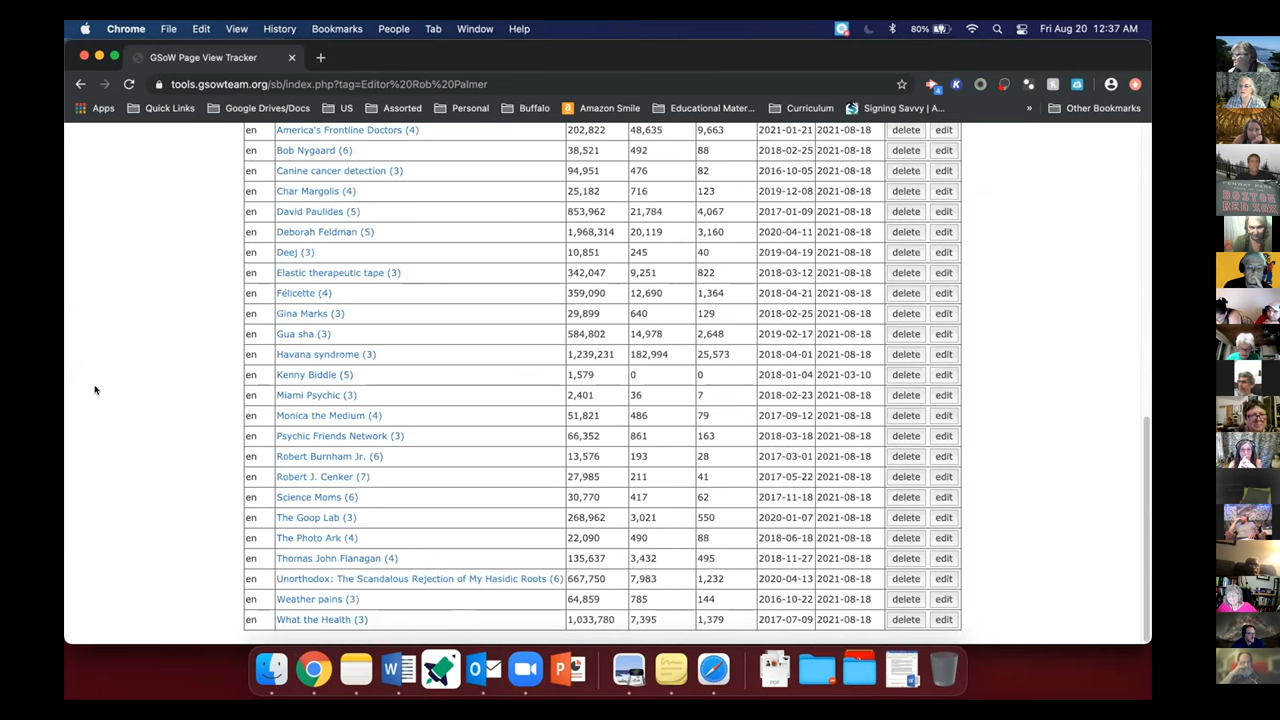 Chrome File Edit View History Bookmarks People Tab Window Help 80% Fri Aug 20 12:37 AM
GSoW Page View Tracker
tools.gsowteam.org/sb/index.php?tag=Editor%20Rob%20Palmer
Apps Quick Links Google Drives/Docs US Assorted Personal Buffalo Amazon Smile Educational Mater... Curriculum Signing Savvy | A... » Other Bookmarks
en America's Frontline Doctors (4) 202,822 48,635 9,663 2021-01-21 2021-08-18 delete edit
en Bob Nygaard (6) 38,521 492 88 2018-02-25 2021-08-18 delete edit
en Canine cancer detection (3) 94,951 476 82 2016-10-05 2021-08-18 delete edit
en Char Margolis (4) 25,182 716 123 2019-12-08 2021-08-18 delete edit
en David Paulides (5) 853,962 21,784 4,067 2017-01-09 2021-08-18 delete edit
en Deborah Feldman (5) 1,968,314 20,119 3,160 2020-04-11 2021-08-18 delete edit
en Deej (3) 10,851 245 40 2019-04-19 2021-08-18 delete edit
en Elastic therapeutic tape (3) 342,047 9,251 822 2018-03-12 2021-08-18 delete edit
en Félicette (4) 359,090 12,690 1,364 2018-04-21 2021-08-18 delete edit
en Gina Marks (3) 29,899 640 129 2018-02-25 2021-08-18 delete edit
en Gua sha (3) 584,802 14,978 2,648 2019-02-17 2021-08-18 delete edit
en Havana syndrome (3) 1,239,231 182,994 25,573 2018-04-01 2021-08-18 delete edit
en Kenny Biddle (5) 1,579 0 0 2018-01-04 2021-03-10 delete edit
en Miami Psychic (3) 2,401 36 7 2018-02-23 2021-08-18 delete edit
en Monica the Medium (4) 51,821 486 79 2017-09-12 2021-08-18 delete edit
en Psychic Friends Network (3) 66,352 861 163 2018-03-18 2021-08-18 delete edit
en Robert Burnham Jr. (6) 13,576 193 28 2017-03-01 2021-08-18 delete edit
en Robert J. Cenker (7) 27,985 211 41 2017-05-22 2021-08-18 delete edit
en Science Moms (6) 30,770 417 62 2017-11-18 2021-08-18 delete edit
en The Goop Lab (3) 268,962 3,021 550 2020-01-07 2021-08-18 delete edit
en The Photo Ark (4) 22,090 490 88 2018-06-18 2021-08-18 delete edit
en Thomas John Flanagan (4) 135,637 3,432 495 2018-11-27 2021-08-18 delete edit
en Unorthodox: The Scandalous Rejection of My Hasidic Roots (6) 667,750 7,983 1,232 2020-04-13 2021-08-18 delete edit
en Weather pains (3) 64,859 785 144 2016-10-22 2021-08-18 delete edit
en What the Health (3) 1,033,780 7,395 1,379 2017-07-09 2021-08-18 delete edit
FENWAY PARK
BOSTON
RED SOX